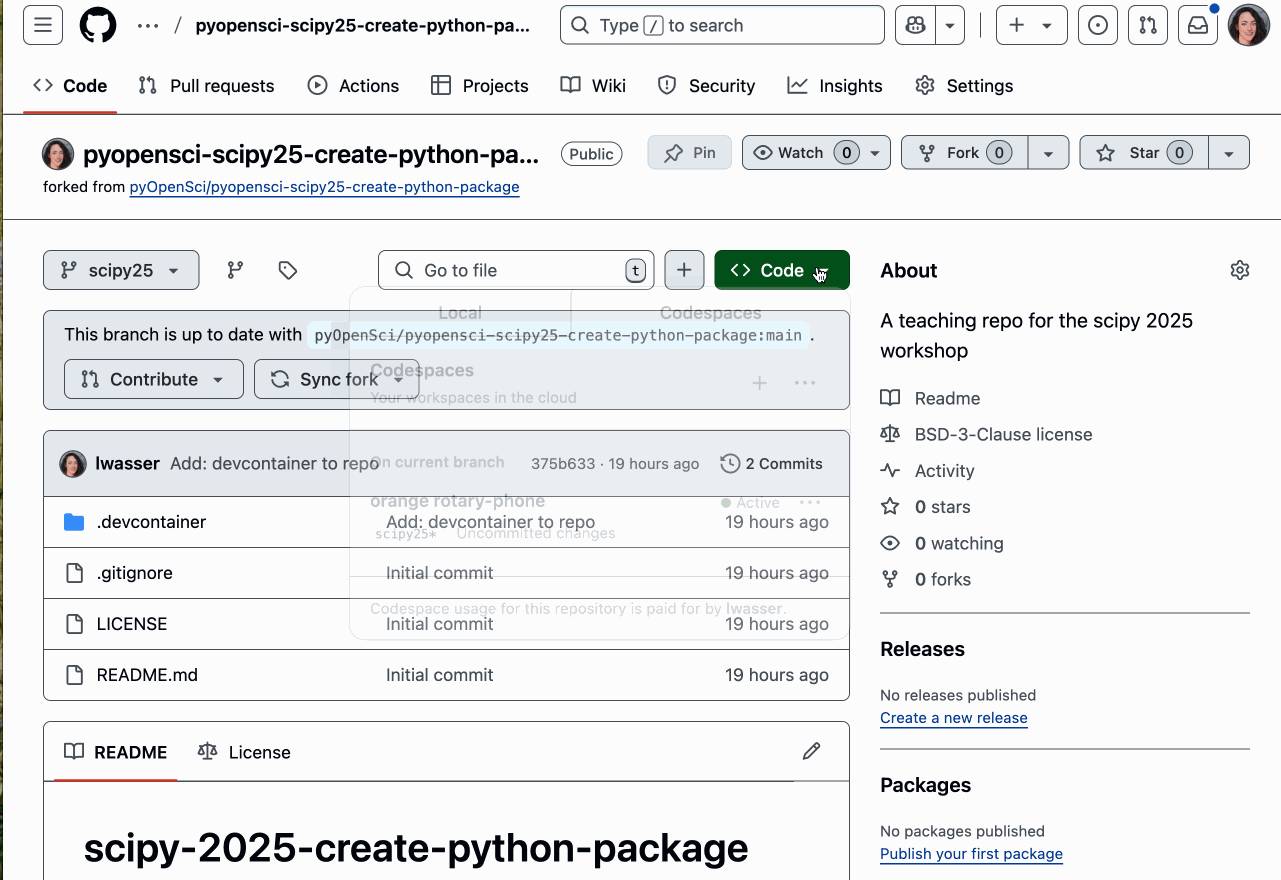 / pyopensci-scipy25-create-python-pa...
Type / to search
Code
Pull requests
Actions
Projects
Wiki
Security
Insights
Settings
pyopensci-scipy25-create-python-pa...
Public
Pin
Watch 0
Fork 0
Star 0
forked from pyOpenSci/pyopensci-scipy25-create-python-package
scipy25
Go to file
t
Code
Local
Codespaces
This branch is up to date with pyOpenSci/pyopensci-scipy25-create-python-package:main .
Contribute
Sync fork
Codespaces
Your workspaces in the cloud
lwasser Add: devcontainer to repo
On current branch
375b633 · 19 hours ago
2 Commits
orange rotary-phone
Active
.devcontainer
Add: devcontainer to repo
19 hours ago
scipy25* Uncommitted changes
.gitignore
Initial commit
19 hours ago
Codespace usage for this repository is paid for by lwasser.
LICENSE
Initial commit
19 hours ago
README.md
Initial commit
19 hours ago
README
License
scipy-2025-create-python-package
About
A teaching repo for the scipy 2025
workshop
Readme
BSD-3-Clause license
Activity
0 stars
0 watching
0 forks
Releases
No releases published
Create a new release
Packages
No packages published
Publish your first package